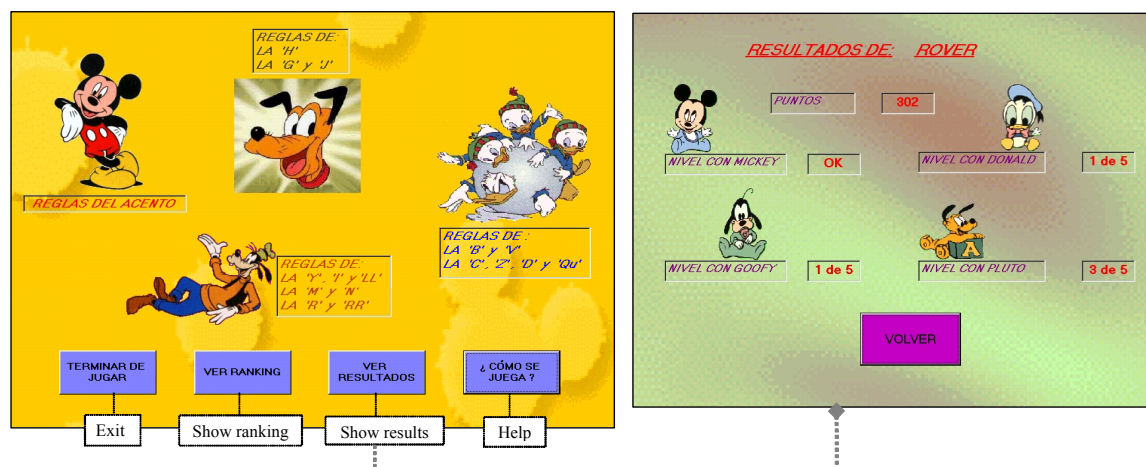 REGLAS DE:
LA 'H'
LA 'G' y 'J'
REGLAS DEL ACENTO
REGLAS DE :
LA 'B' y 'V'
LA 'C', 'Z', 'D' y 'Qu'
REGLAS DE:
LA 'Y', 'I' y 'LL'
LA 'M' y 'N'
LA 'R' y 'RR'
TERMINAR DE
JUGAR
VER RANKING
VER
RESULTADOS
¿ CÓMO SE
JUEGA ?
Exit
Show ranking
Show results
Help
RESULTADOS DE: ROVER
PUNTOS 302
NIVEL CON MICKEY OK
NIVEL CON DONALD 1 de 5
NIVEL CON GOOFY 1 de 5
NIVEL CON PLUTO 3 de 5
A
VOLVER